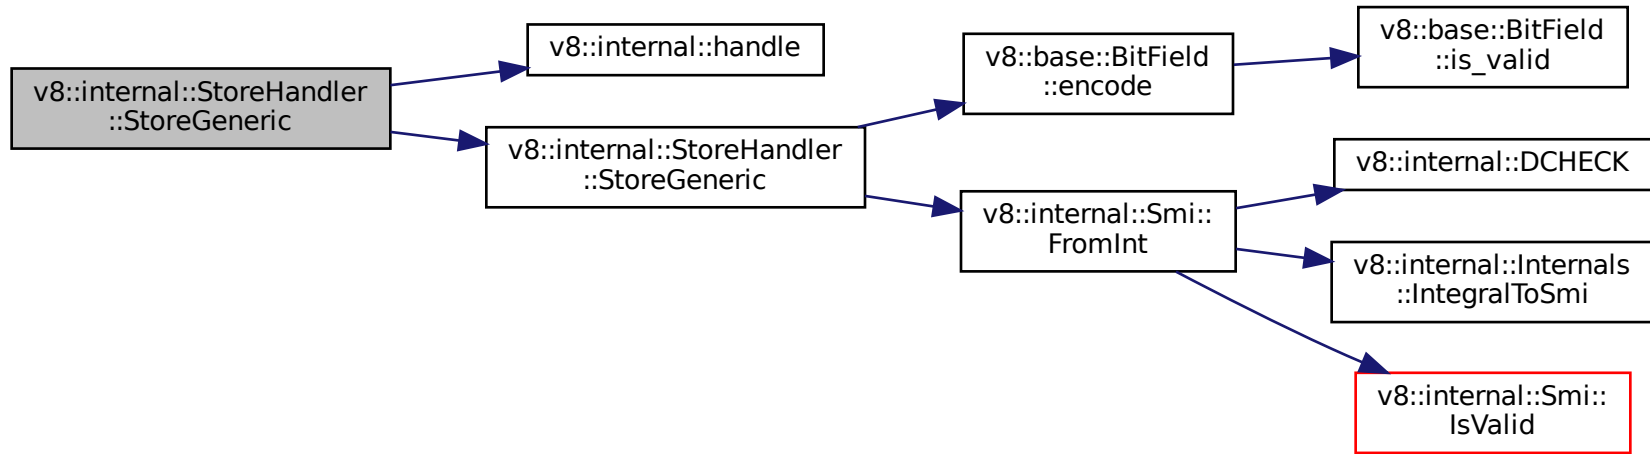 v8::internal::StoreHandler
::StoreGeneric
v8::internal::handle
v8::internal::StoreHandler
::StoreGeneric
v8::base::BitField
::encode
v8::base::BitField
::is_valid
v8::internal::Smi::
FromInt
v8::internal::DCHECK
v8::internal::Internals
::IntegralToSmi
v8::internal::Smi::
IsValid